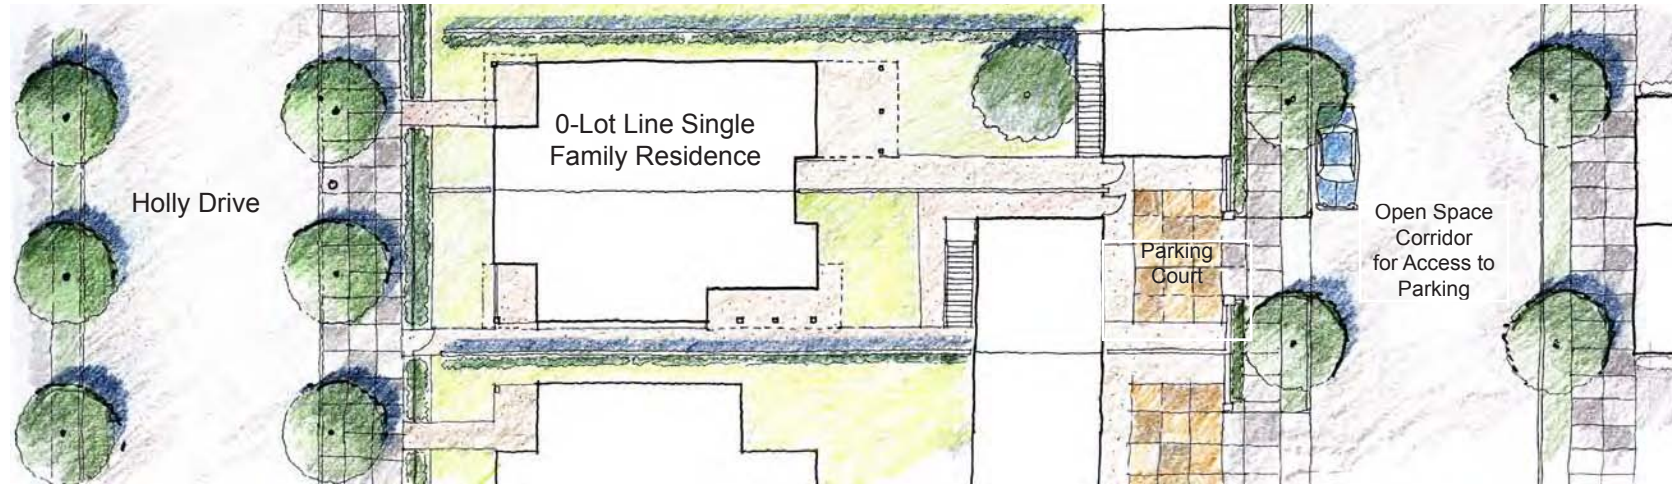 Holly Drive
0-Lot Line Single
Family Residence
Parking
Court
Open Space
Corridor
for Access to
Parking